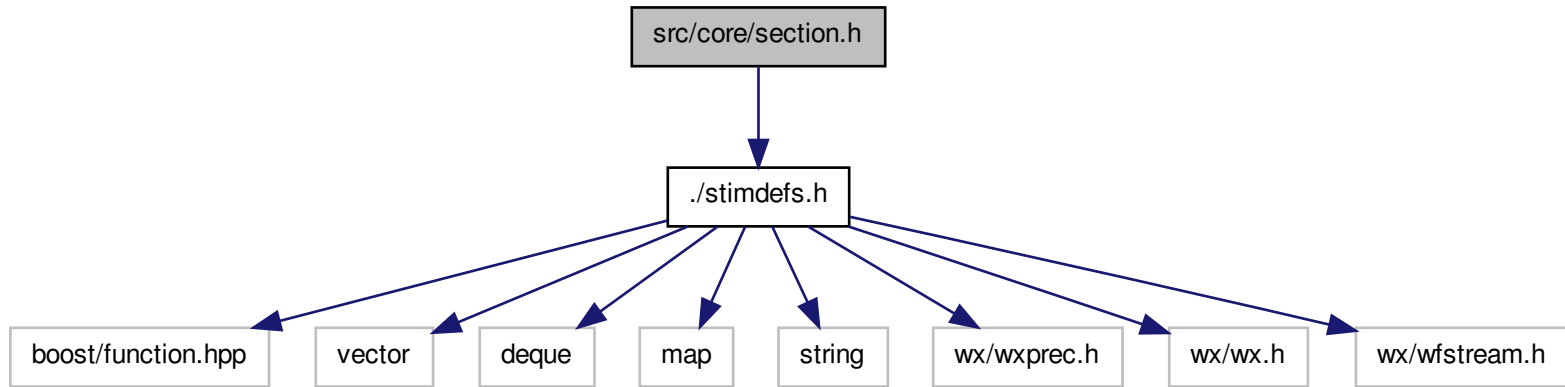 src/core/section.h
./stimdefs.h
boost/function.hpp
vector
deque
map
string
wx/wxprec.h
wx/wx.h
wx/wfstream.h